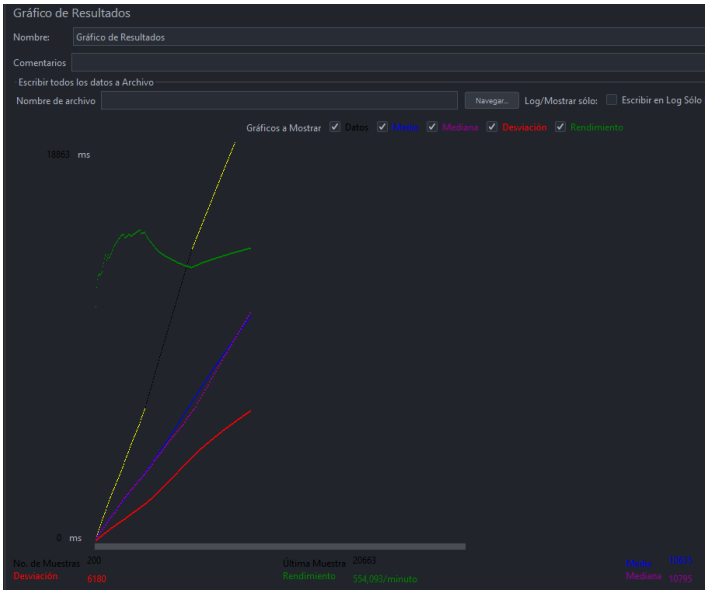 Gráfico de Resultados
Nombre: Gráfico de Resultados
Comentarios
Escribir todos los datos a Archivo
Nombre de archivo Navegar... Log/Mostrar sólo: Escribir en Log Sólo
Gráficos a Mostrar Datos Media Mediana Desviación Rendimiento
18863 ms
0 ms
No. de Muestras 200 Última Muestra 20663 Media
Desviación 6180 Rendimiento 554,093/minuto Mediana 10795